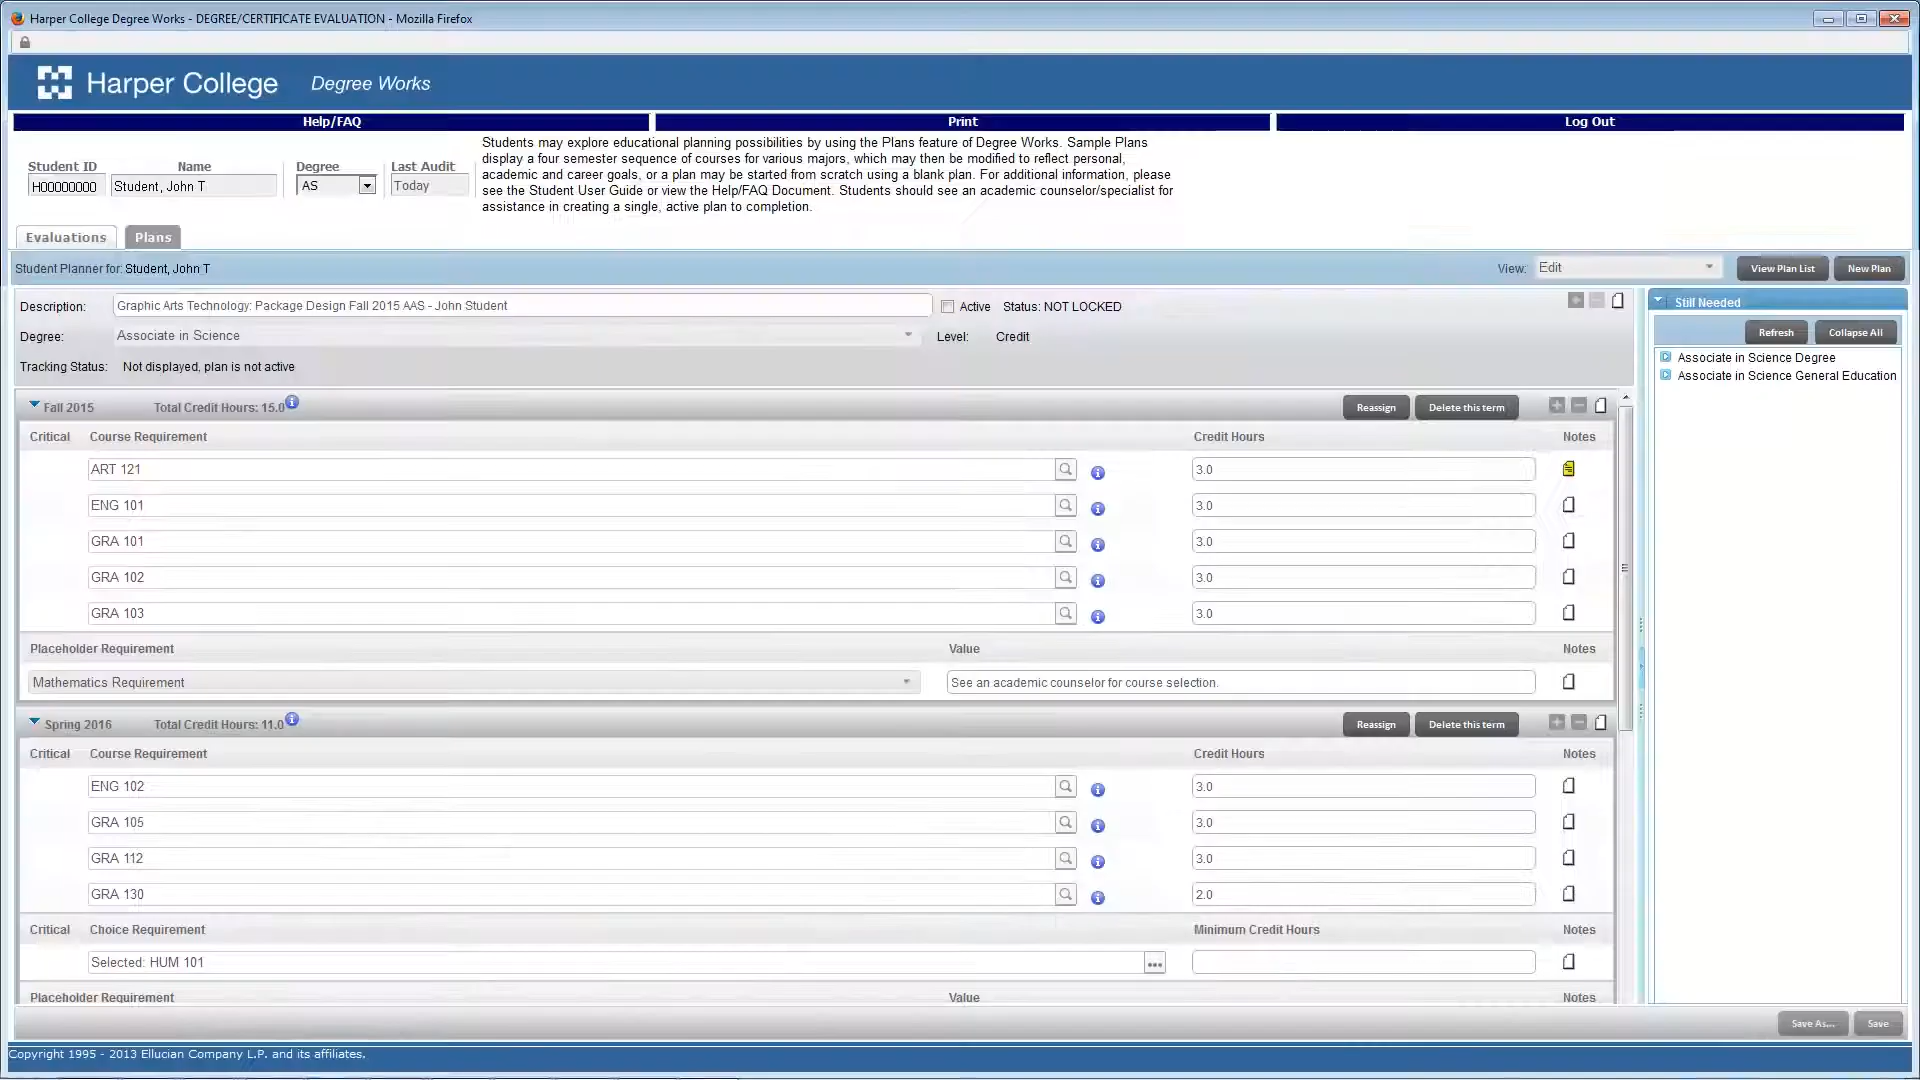 Harper College Degree Works - DEGREE/CERTIFICATE EVALUATION - Mozilla Firefox
Harper College Degree Works
Help/FAQ Print Log Out
Student ID Name Degree Last Audit
H00000000 Student, John T AS Today
Students may explore educational planning possibilities by using the Plans feature of Degree Works. Sample Plans
display a four semester sequence of courses for various majors, which may then be modified to reflect personal,
academic and career goals, or a plan may be started from scratch using a blank plan. For additional information, please
see the Student User Guide or view the Help/FAQ Document. Students should see an academic counselor/specialist for
assistance in creating a single, active plan to completion.
Evaluations Plans
Student Planner for: Student, John T View: Edit View Plan List New Plan
Description: Graphic Arts Technology: Package Design Fall 2015 AAS - John Student Active Status: NOT LOCKED
Degree: Associate in Science Level: Credit
Tracking Status: Not displayed, plan is not active
Still Needed
Refresh Collapse All
Associate in Science Degree
Associate in Science General Education
Fall 2015 Total Credit Hours: 15.0 Reassign Delete this term
Critical Course Requirement Credit Hours Notes
ART 121 3.0
ENG 101 3.0
GRA 101 3.0
GRA 102 3.0
GRA 103 3.0
Placeholder Requirement Value Notes
Mathematics Requirement See an academic counselor for course selection.
Spring 2016 Total Credit Hours: 11.0 Reassign Delete this term
Critical Course Requirement Credit Hours Notes
ENG 102 3.0
GRA 105 3.0
GRA 112 3.0
GRA 130 2.0
Critical Choice Requirement Minimum Credit Hours Notes
Selected: HUM 101 ...
Placeholder Requirement Value Notes
Save As... Save
Copyright 1995 - 2013 Ellucian Company L.P. and its affiliates.